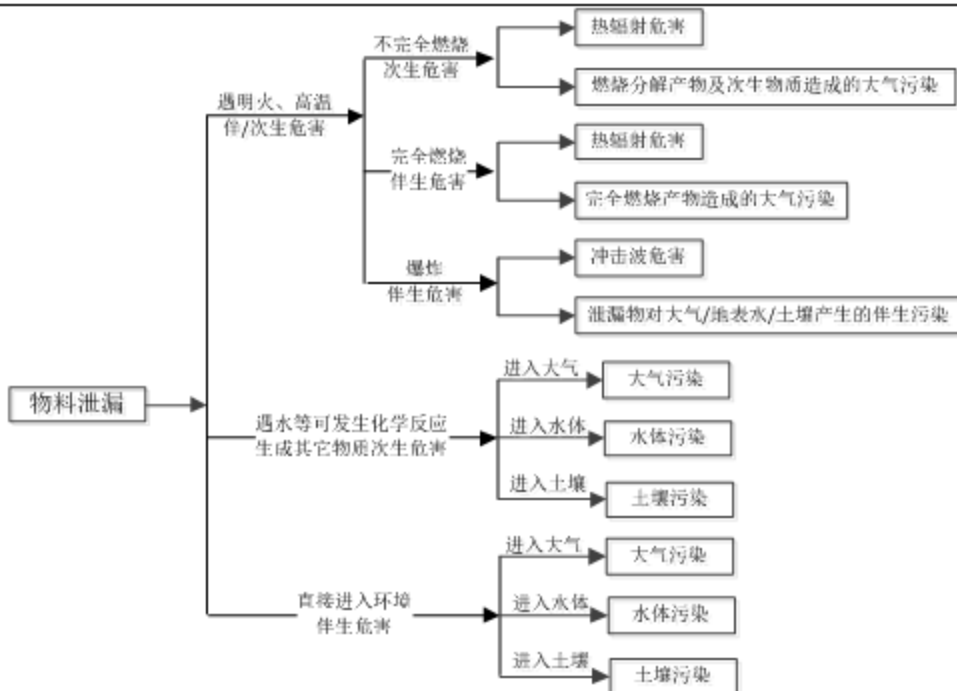 热辐射危害
不完全燃烧
次生危害
燃烧分解产物及次生物质造成的大气污染
遇明火、高温
伴/次生危害
热辐射危害
完全燃烧
伴生危害
完全燃烧产物造成的大气污染
冲击波危害
爆炸
伴生危害
泄漏物对大气/地表水/土壤产生的伴生污染
物料泄漏
进入大气
大气污染
遇水等可发生化学反应
生成其它物质次生危害
进入水体
水体污染
进入土壤
土壤污染
进入大气
大气污染
直接进入环境
伴生危害
进入水体
水体污染
进入土壤
土壤污染